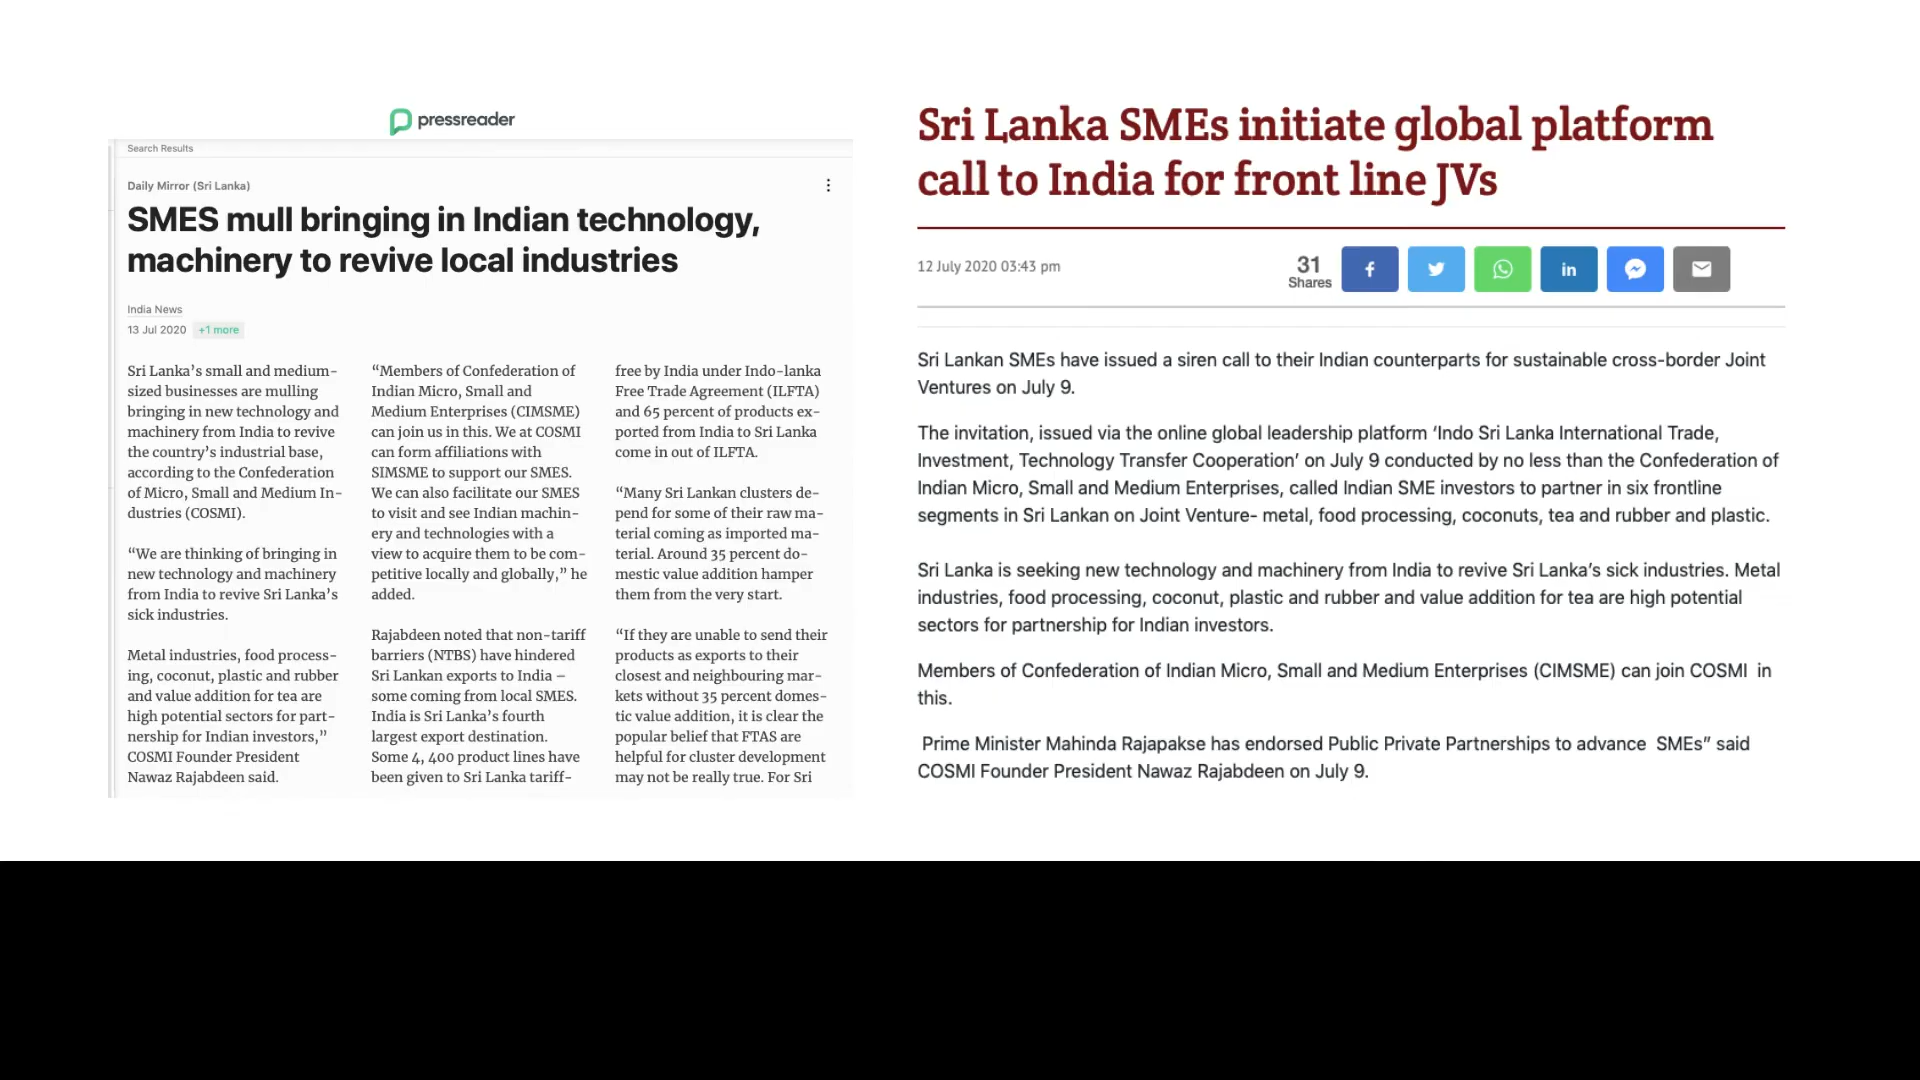 pressreader
Search Results
Daily Mirror (Sri Lanka)
SMES mull bringing in Indian technology,
machinery to revive local industries
India News
13 Jul 2020 +1 more
Sri Lanka’s small and medium-
sized businesses are mulling
bringing in new technology and
machinery from India to revive
the country’s industrial base,
according to the Confederation
of Micro, Small and Medium In-
dustries (COSMI).
“We are thinking of bringing in
new technology and machinery
from India to revive Sri Lanka’s
sick industries.
Metal industries, food process-
ing, coconut, plastic and rubber
and value addition for tea are
high potential sectors for part-
nership for Indian investors,”
COSMI Founder President
Nawaz Rajabdeen said.
“Members of Confederation of
Indian Micro, Small and
Medium Enterprises (CIMSME)
can join us in this. We at COSMI
can form affiliations with
SIMSME to support our SMES.
We can also facilitate our SMES
to visit and see Indian machin-
ery and technologies with a
view to acquire them to be com-
petitive locally and globally,” he
added.
Rajabdeen noted that non-tariff
barriers (NTBS) have hindered
Sri Lankan exports to India –
some coming from local SMES.
India is Sri Lanka’s fourth
largest export destination.
Some 4, 400 product lines have
been given to Sri Lanka tariff-
free by India under Indo-lanka
Free Trade Agreement (ILFTA)
and 65 percent of products ex-
ported from India to Sri Lanka
come in out of ILFTA.
“Many Sri Lankan clusters de-
pend for some of their raw ma-
terial coming as imported ma-
terial. Around 35 percent do-
mestic value addition hamper
them from the very start.
“If they are unable to send their
products as exports to their
closest and neighbouring mar-
kets without 35 percent domes-
tic value addition, it is clear the
popular belief that FTAS are
helpful for cluster development
may not be really true. For Sri
Sri Lanka SMEs initiate global platform
call to India for front line JVs
12 July 2020 03:43 pm
31
Shares
Sri Lankan SMEs have issued a siren call to their Indian counterparts for sustainable cross-border Joint
Ventures on July 9.
The invitation, issued via the online global leadership platform ‘Indo Sri Lanka International Trade,
Investment, Technology Transfer Cooperation’ on July 9 conducted by no less than the Confederation of
Indian Micro, Small and Medium Enterprises, called Indian SME investors to partner in six frontline
segments in Sri Lankan on Joint Venture- metal, food processing, coconuts, tea and rubber and plastic.
Sri Lanka is seeking new technology and machinery from India to revive Sri Lanka’s sick industries. Metal
industries, food processing, coconut, plastic and rubber and value addition for tea are high potential
sectors for partnership for Indian investors.
Members of Confederation of Indian Micro, Small and Medium Enterprises (CIMSME) can join COSMI in
this.
Prime Minister Mahinda Rajapakse has endorsed Public Private Partnerships to advance SMEs” said
COSMI Founder President Nawaz Rajabdeen on July 9.